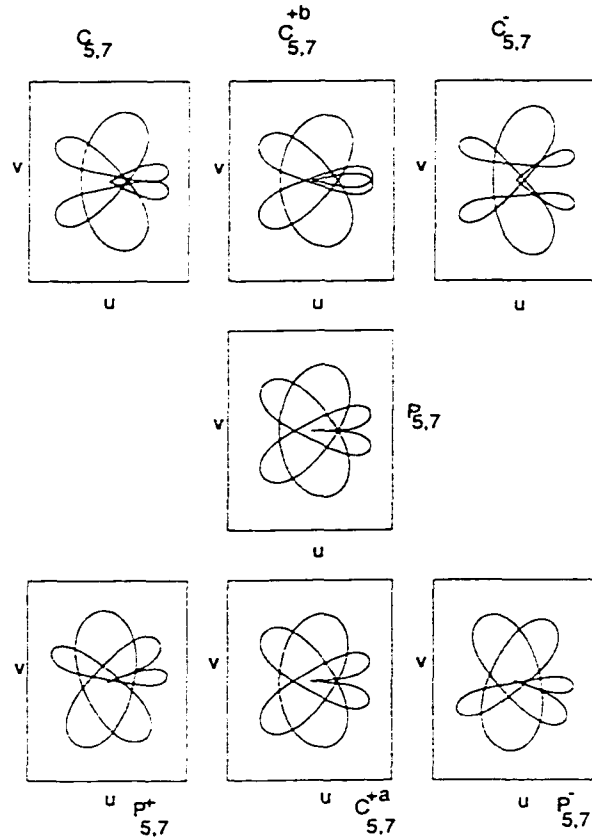 C5,7 C+b5,7 C-5,7
v v v
u u u
v P5,7
u
v v v
u P+5,7 u C+a5,7 u P-5,7